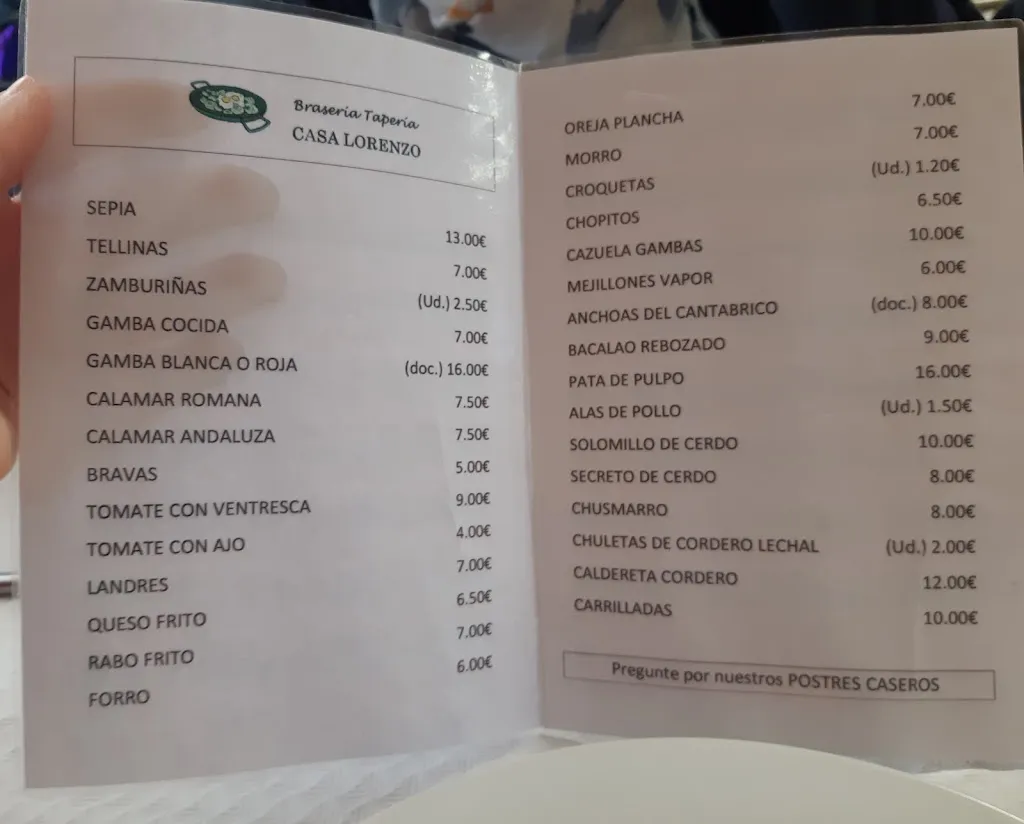 Braseria Taperia
CASA LORENZO
SEPIA 13.00€
TELLINAS 7.00€
ZAMBURIÑAS (Ud.) 2.50€
GAMBA COCIDA 7.00€
GAMBA BLANCA O ROJA (doc.) 16.00€
CALAMAR ROMANA 7.50€
CALAMAR ANDALUZA 7.50€
BRAVAS 5.00€
TOMATE CON VENTRESCA 9.00€
TOMATE CON AJO 4.00€
LANDRES 7.00€
QUESO FRITO 6.50€
RABO FRITO 7.00€
FORRO 6.00€
OREJA PLANCHA 7.00€
MORRO 7.00€
CROQUETAS (Ud.) 1.20€
CHOPITOS 6.50€
CAZUELA GAMBAS 10.00€
MEJILLONES VAPOR 6.00€
ANCHOAS DEL CANTABRICO (doc.) 8.00€
BACALAO REBOZADO 9.00€
PATA DE PULPO 16.00€
ALAS DE POLLO (Ud.) 1.50€
SOLOMILLO DE CERDO 10.00€
SECRETO DE CERDO 8.00€
CHUSMARRO 8.00€
CHULETAS DE CORDERO LECHAL (Ud.) 2.00€
CALDERETA CORDERO 12.00€
CARRILLADAS 10.00€
Pregunte por nuestros POSTRES CASEROS